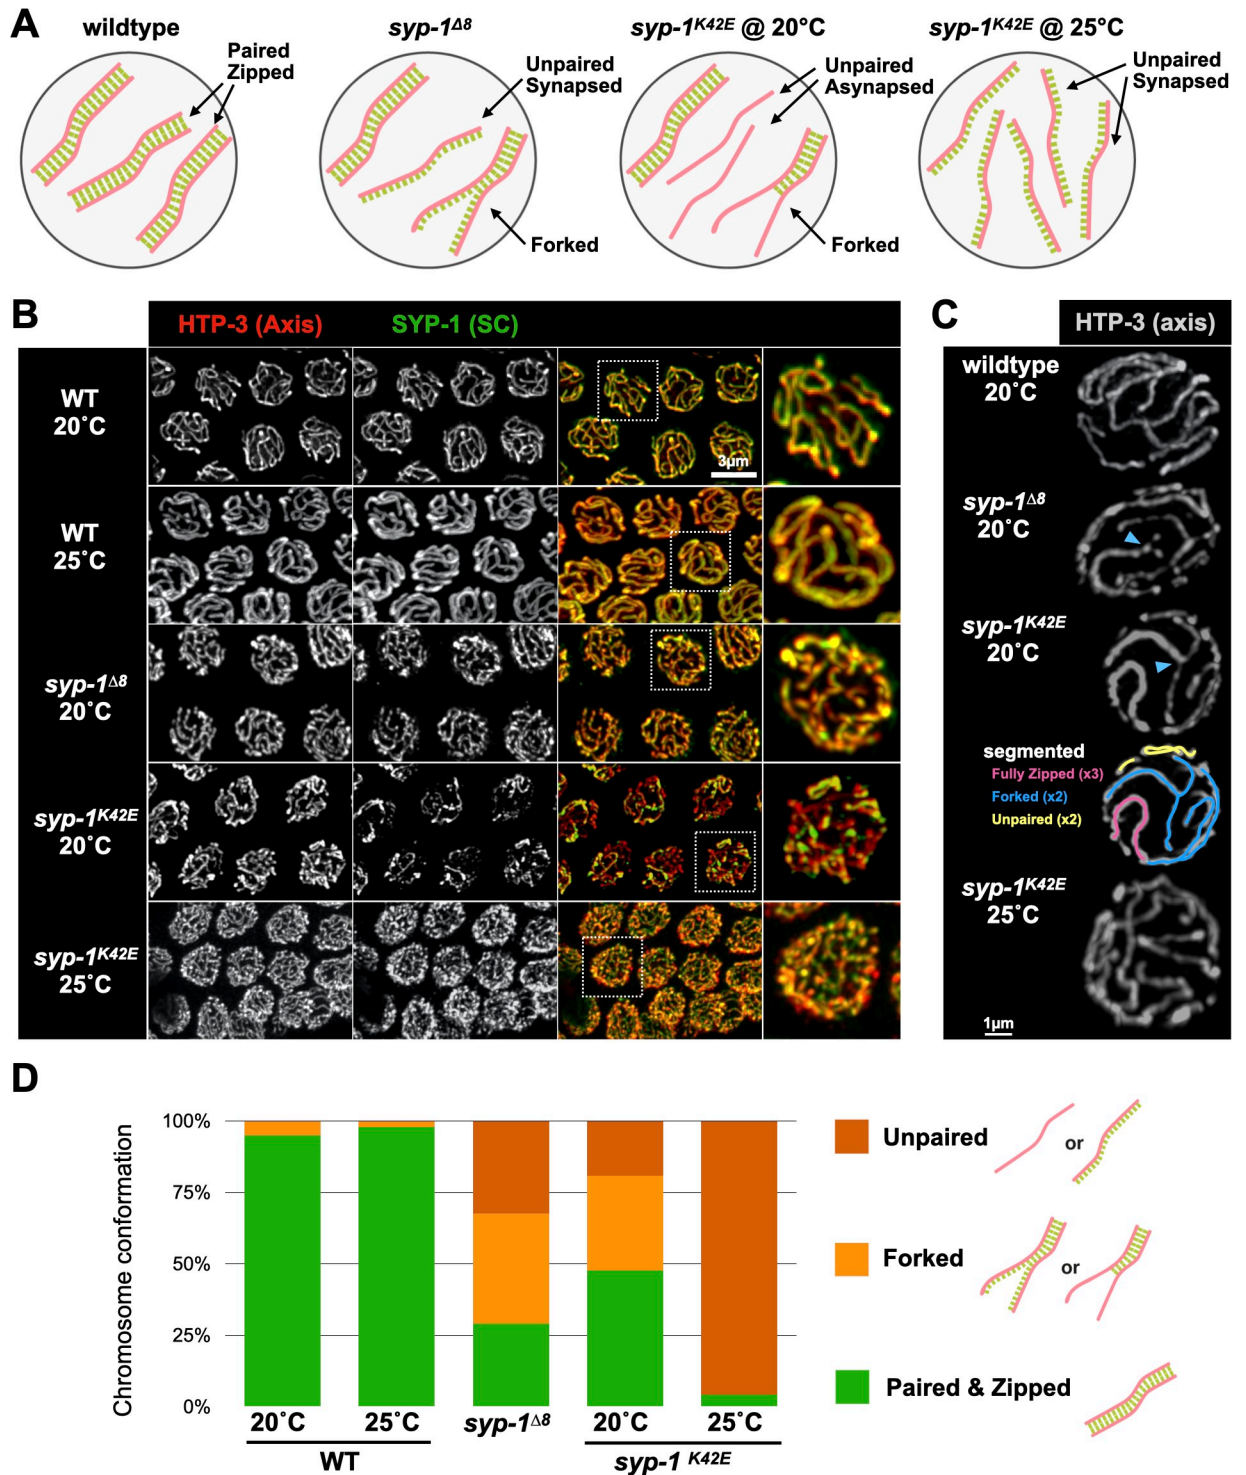 A
wildtype
syp-1Δ8
syp-1K42E @ 20°C
syp-1K42E @ 25°C
Paired
Zipped
Unpaired
Synapsed
Forked
Unpaired
Asynapsed
Forked
Unpaired
Synapsed
B
HTP-3 (Axis)
SYP-1 (SC)
WT
20˚C
3μm
WT
25˚C
syp-1Δ8
20˚C
syp-1K42E
20˚C
syp-1K42E
25˚C
C
HTP-3 (axis)
wildtype
20˚C
syp-1Δ8
20˚C
syp-1K42E
20˚C
segmented
Fully Zipped (x3)
Forked (x2)
Unpaired (x2)
syp-1K42E
25˚C
1μm
D
Chromosome conformation
100%
75%
50%
25%
0%
20˚C
25˚C
syp-1Δ8
20˚C
25˚C
WT
syp-1 K42E
Unpaired
or
Forked
or
Paired & Zipped